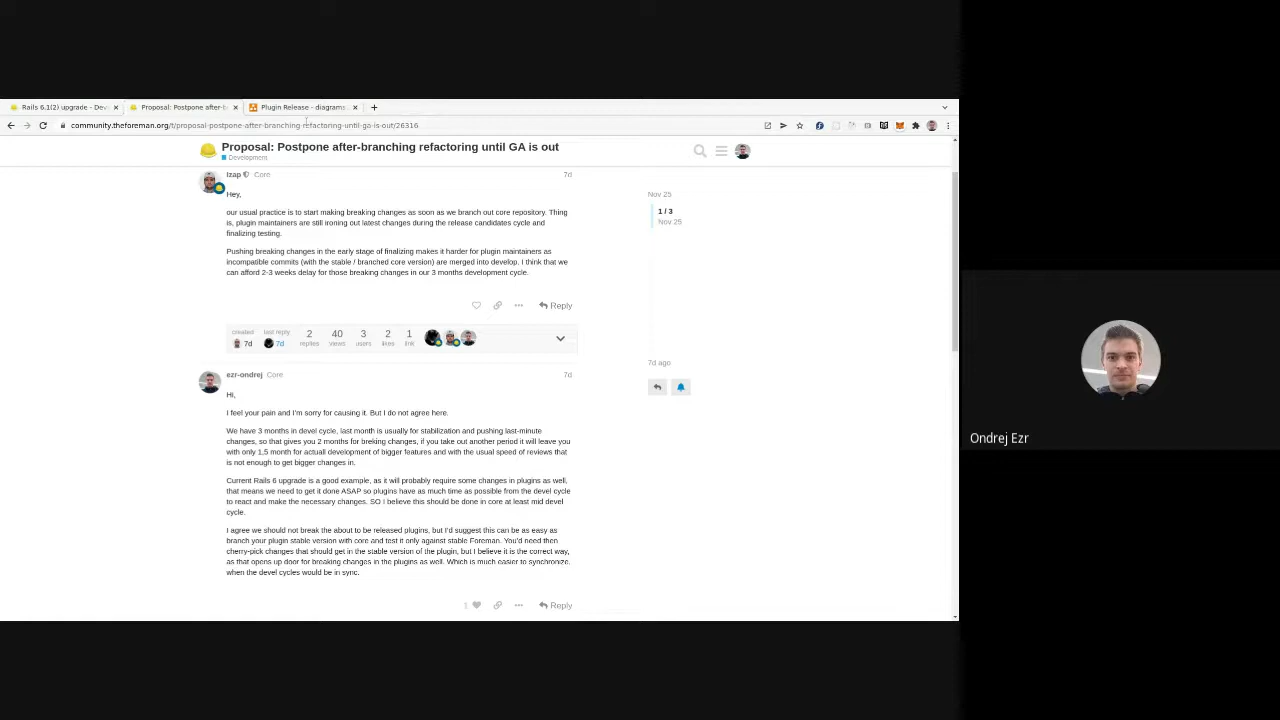 Rails 6.1(2) upgrade - Dev
Proposal: Postpone after-b
Plugin Release - diagrams.
community.theforeman.org/t/proposal-postpone-after-branching-refactoring-until-ga-is-out/26316
Proposal: Postpone after-branching refactoring until GA is out
Development
lzap Core 7d
Hey,
our usual practice is to start making breaking changes as soon as we branch out core repository. Thing
is, plugin maintainers are still ironing out latest changes during the release candidates cycle and
finalizing testing.
Pushing breaking changes in the early stage of finalizing makes it harder for plugin maintainers as
incompatible commits (with the stable / branched core version) are merged into develop. I think that we
can afford 2-3 weeks delay for those breaking changes in our 3 months development cycle.
Reply
created last reply 2 40 3 2 1
7d 7d replies views users likes link
ezr-ondrej Core 7d
Hi,
I feel your pain and I'm sorry for causing it. But I do not agree here.
We have 3 months in devel cycle, last month is usually for stabilization and pushing last-minute
changes, so that gives you 2 months for breking changes, if you take out another period it will leave you
with only 1,5 month for actuall development of bigger features and with the usual speed of reviews that
is not enough to get bigger changes in.
Current Rails 6 upgrade is a good example, as it will probably require some changes in plugins as well,
that means we need to get it done ASAP so plugins have as much time as possible from the devel cycle
to react and make the necessary changes. SO I believe this should be done in core at least mid devel
cycle.
I agree we should not break the about to be released plugins, but I'd suggest this can be as easy as
branch your plugin stable version with core and test it only against stable Foreman. You'd need then
cherry-pick changes that should get in the stable version of the plugin, but I believe it is the correct way,
as that opens up door for breaking changes in the plugins as well. Which is much easier to synchronize,
when the devel cycles would be in sync.
1 Reply
Nov 25
1 / 3
Nov 25
7d ago
Ondrej Ezr